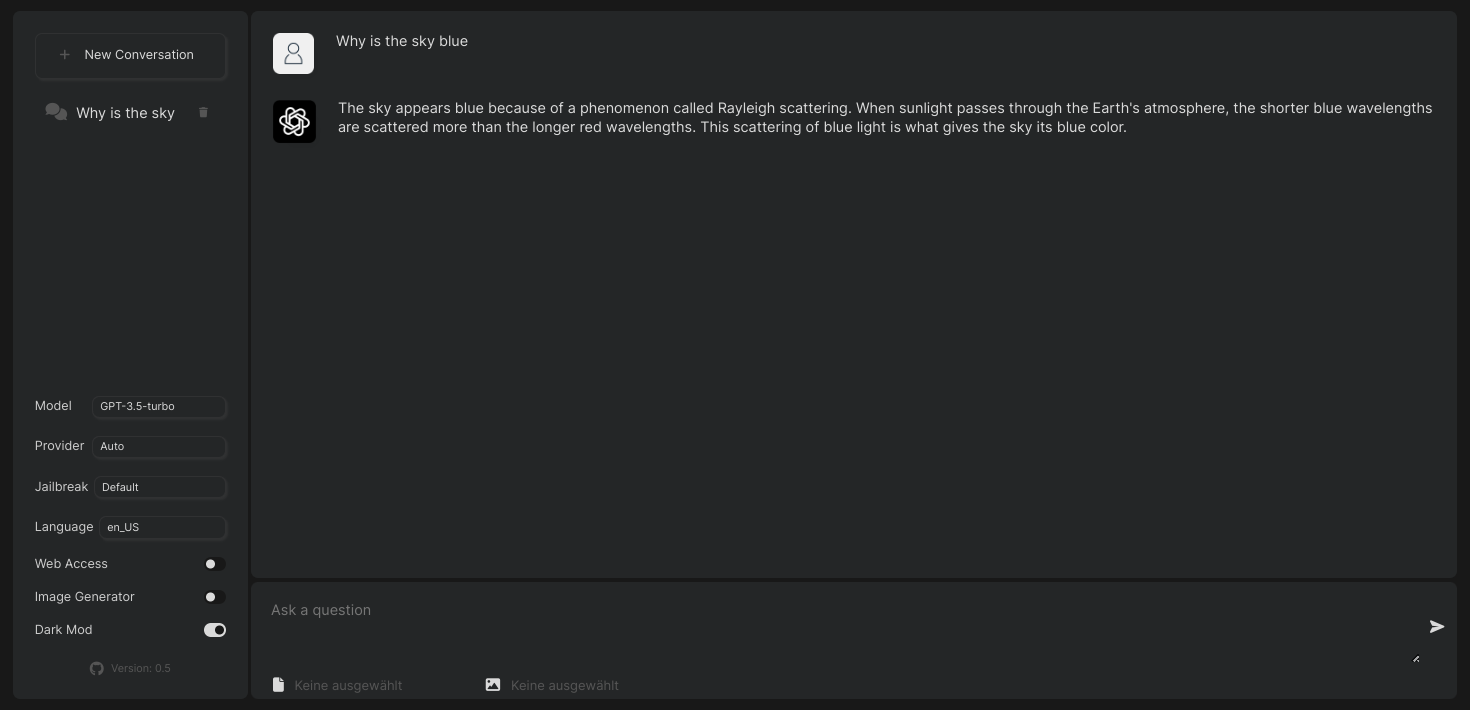 New Conversation
Why is the sky
Model GPT-3.5-turbo
Provider Auto
Jailbreak Default
Language en_US
Web Access
Image Generator
Dark Mod
Version: 0.5
Why is the sky blue
The sky appears blue because of a phenomenon called Rayleigh scattering. When sunlight passes through the Earth's atmosphere, the shorter blue wavelengths
are scattered more than the longer red wavelengths. This scattering of blue light is what gives the sky its blue color.
Ask a question
Keine ausgewählt Keine ausgewählt